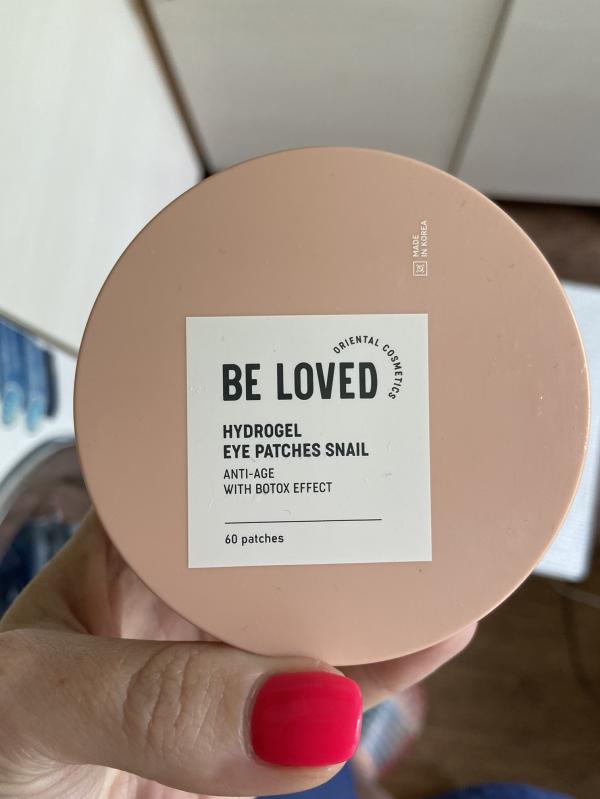 MADE
IN KOREA
ORIENTAL COSMETICS
BE LOVED
HYDROGEL
EYE PATCHES SNAIL
ANTI-AGE
WITH BOTOX EFFECT
60 patches